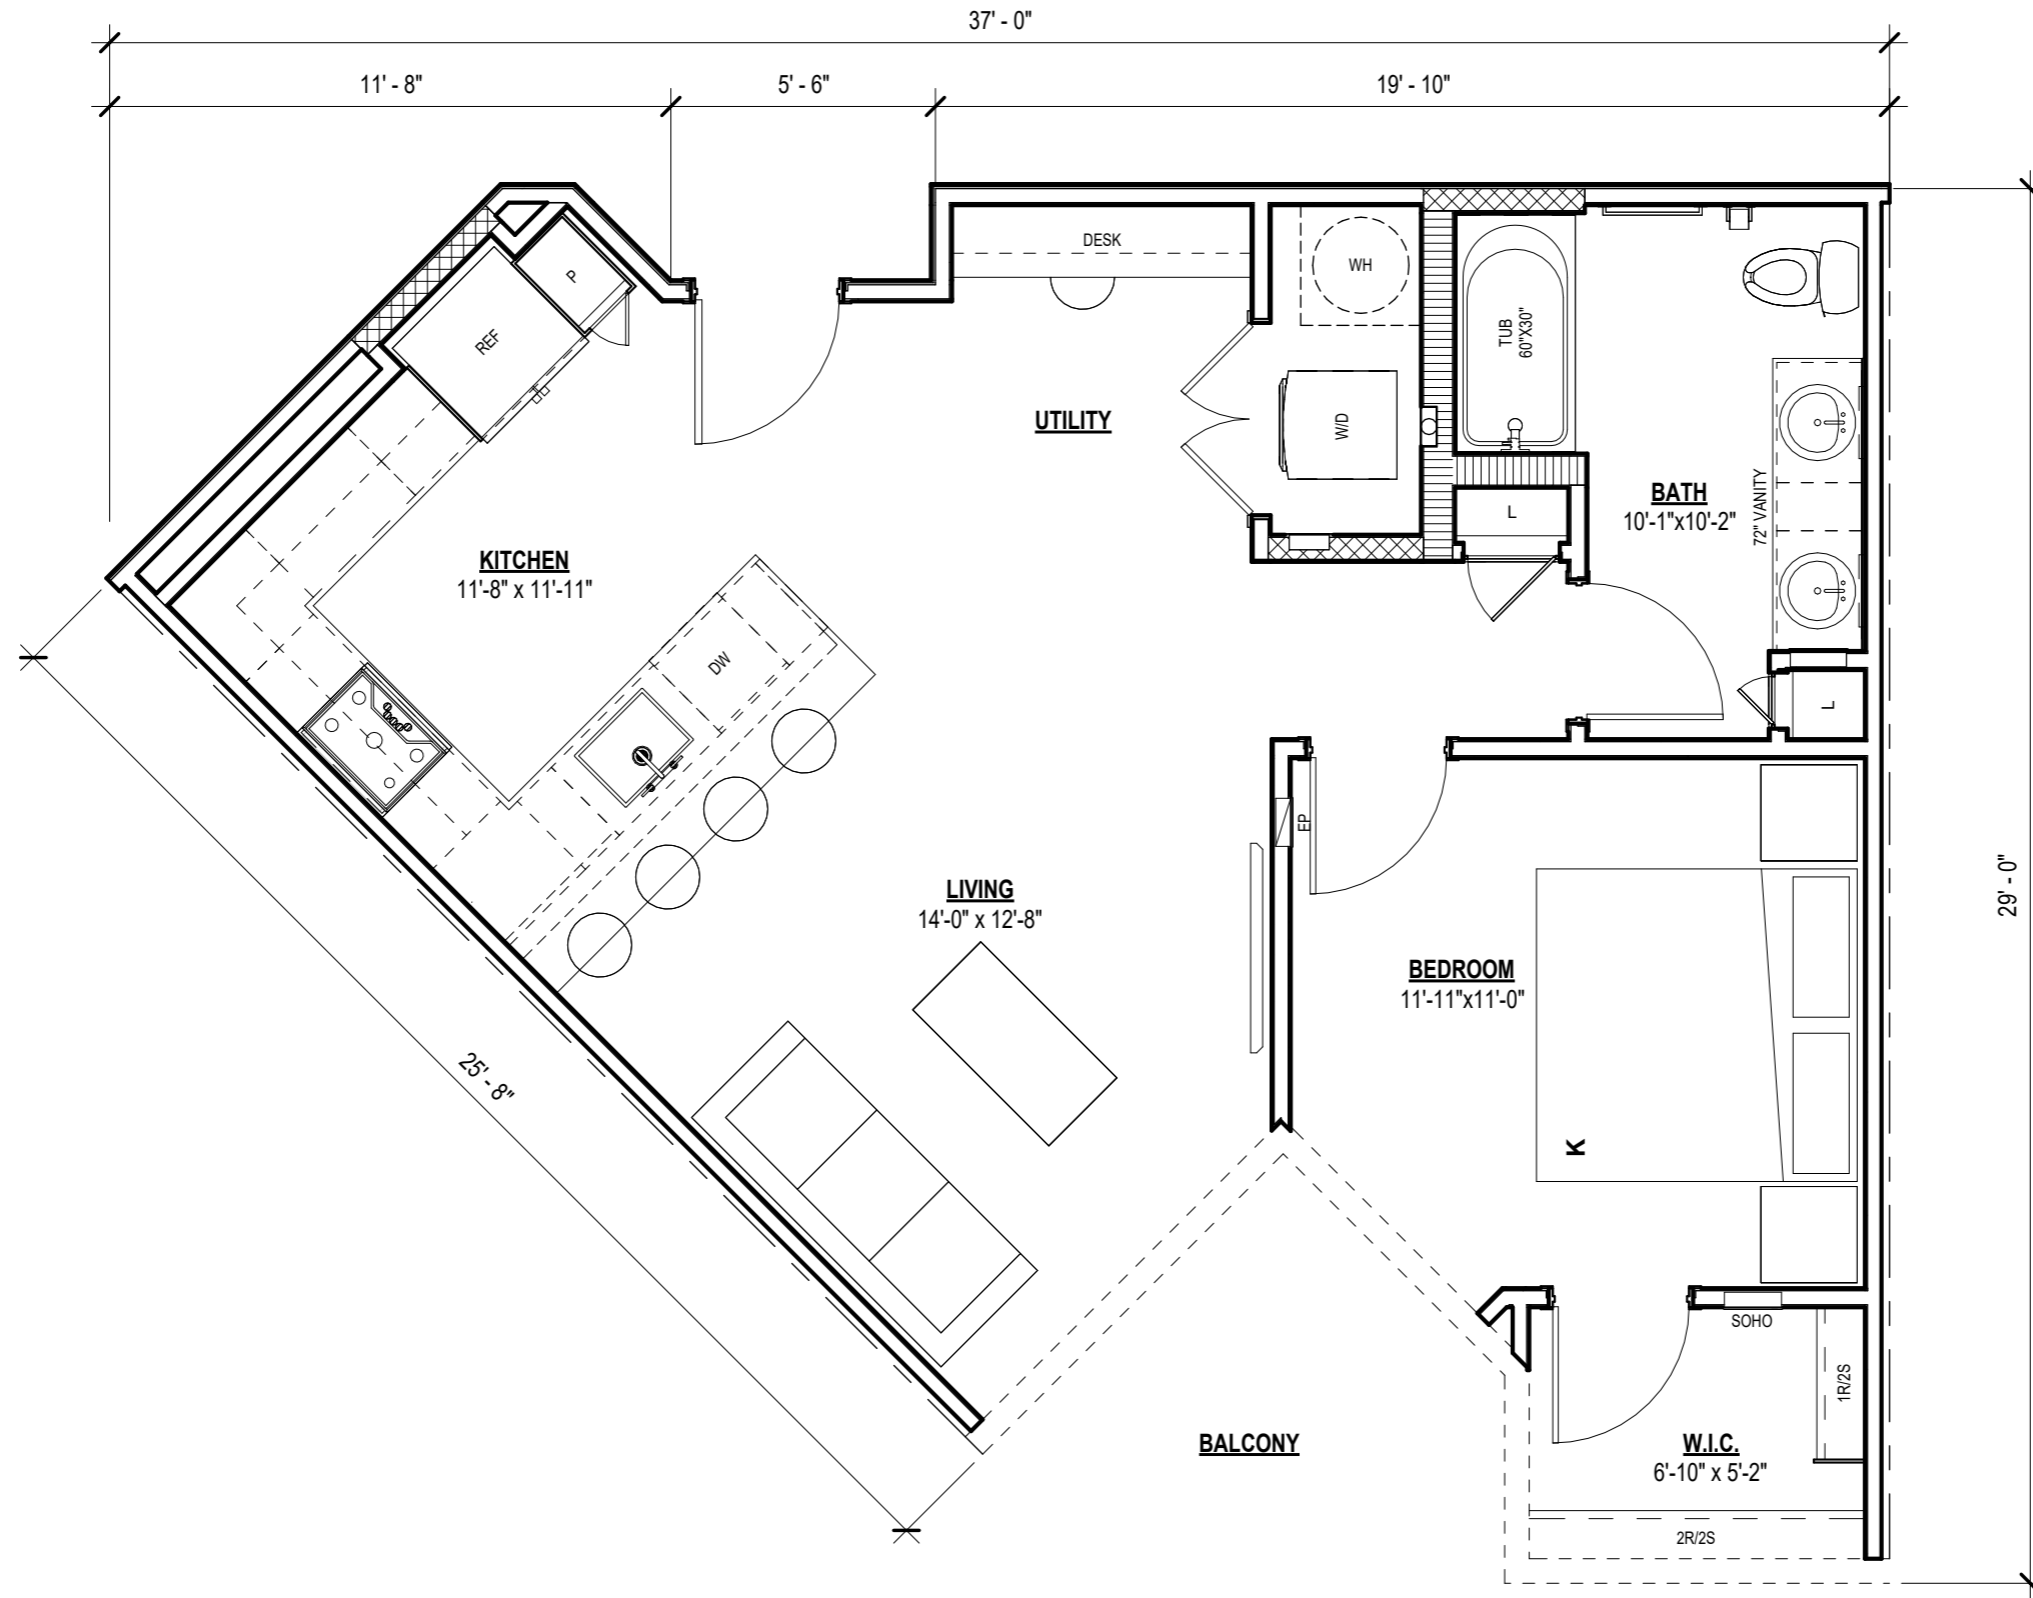 37' - 0"
11' - 8"
5' - 6"
19' - 10"
DESK
WH
P
REF
TUB
60"X30"
UTILITY
W/D
BATH
10'-1"x10'-2"
72" VANITY
L
KITCHEN
11'-8" x 11'-11"
DW
L
EP
LIVING
14'-0" x 12'-8"
29' - 0"
BEDROOM
11'-11"x11'-0"
25' - 8"
K
SOHO
1R/2S
BALCONY
W.I.C.
6'-10" x 5'-2"
2R/2S